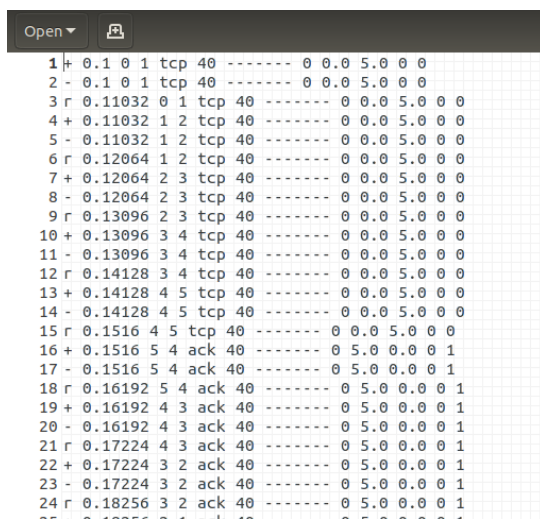 Open
1 + 0.1 0 1 tcp 40 ------- 0 0.0 5.0 0 0
2 - 0.1 0 1 tcp 40 ------- 0 0.0 5.0 0 0
3 r 0.11032 0 1 tcp 40 ------- 0 0.0 5.0 0 0
4 + 0.11032 1 2 tcp 40 ------- 0 0.0 5.0 0 0
5 - 0.11032 1 2 tcp 40 ------- 0 0.0 5.0 0 0
6 r 0.12064 1 2 tcp 40 ------- 0 0.0 5.0 0 0
7 + 0.12064 2 3 tcp 40 ------- 0 0.0 5.0 0 0
8 - 0.12064 2 3 tcp 40 ------- 0 0.0 5.0 0 0
9 r 0.13096 2 3 tcp 40 ------- 0 0.0 5.0 0 0
10 + 0.13096 3 4 tcp 40 ------- 0 0.0 5.0 0 0
11 - 0.13096 3 4 tcp 40 ------- 0 0.0 5.0 0 0
12 r 0.14128 3 4 tcp 40 ------- 0 0.0 5.0 0 0
13 + 0.14128 4 5 tcp 40 ------- 0 0.0 5.0 0 0
14 - 0.14128 4 5 tcp 40 ------- 0 0.0 5.0 0 0
15 r 0.1516 4 5 tcp 40 ------- 0 0.0 5.0 0 0
16 + 0.1516 5 4 ack 40 ------- 0 5.0 0.0 0 1
17 - 0.1516 5 4 ack 40 ------- 0 5.0 0.0 0 1
18 r 0.16192 5 4 ack 40 ------- 0 5.0 0.0 0 1
19 + 0.16192 4 3 ack 40 ------- 0 5.0 0.0 0 1
20 - 0.16192 4 3 ack 40 ------- 0 5.0 0.0 0 1
21 r 0.17224 4 3 ack 40 ------- 0 5.0 0.0 0 1
22 + 0.17224 3 2 ack 40 ------- 0 5.0 0.0 0 1
23 - 0.17224 3 2 ack 40 ------- 0 5.0 0.0 0 1
24 r 0.18256 3 2 ack 40 ------- 0 5.0 0.0 0 1